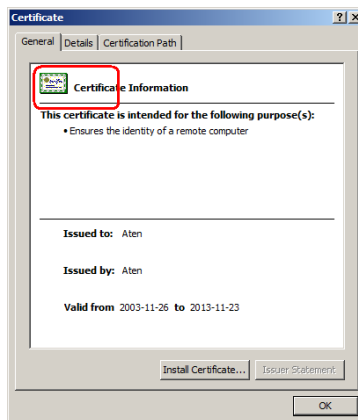 Certificate
General Details Certification Path
Certificate Information
This certificate is intended for the following purpose(s):
• Ensures the identity of a remote computer
Issued to: Aten
Issued by: Aten
Valid from 2003-11-26 to 2013-11-23
Install Certificate... Issuer Statement
OK